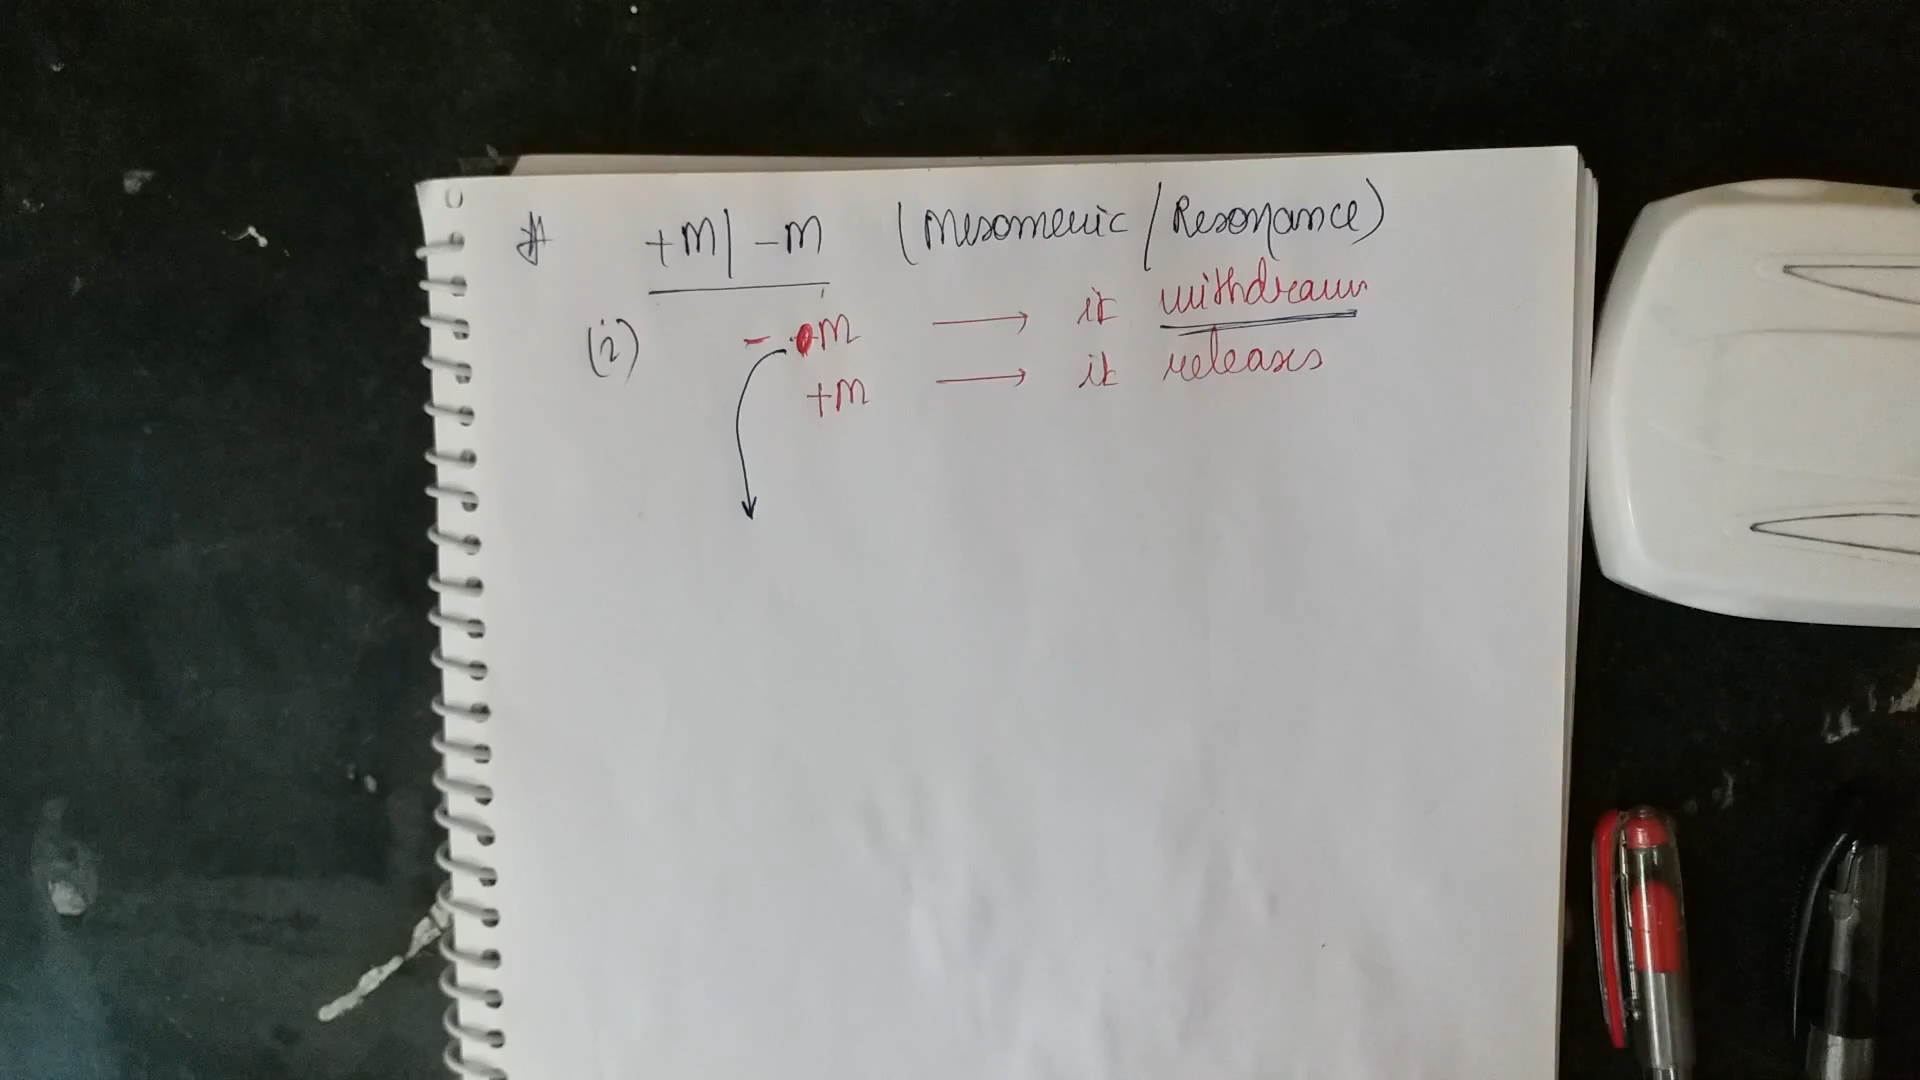 # +M | -M (Mesomeric / Resonance)
(i) - M → it withdraws
+M → it releases